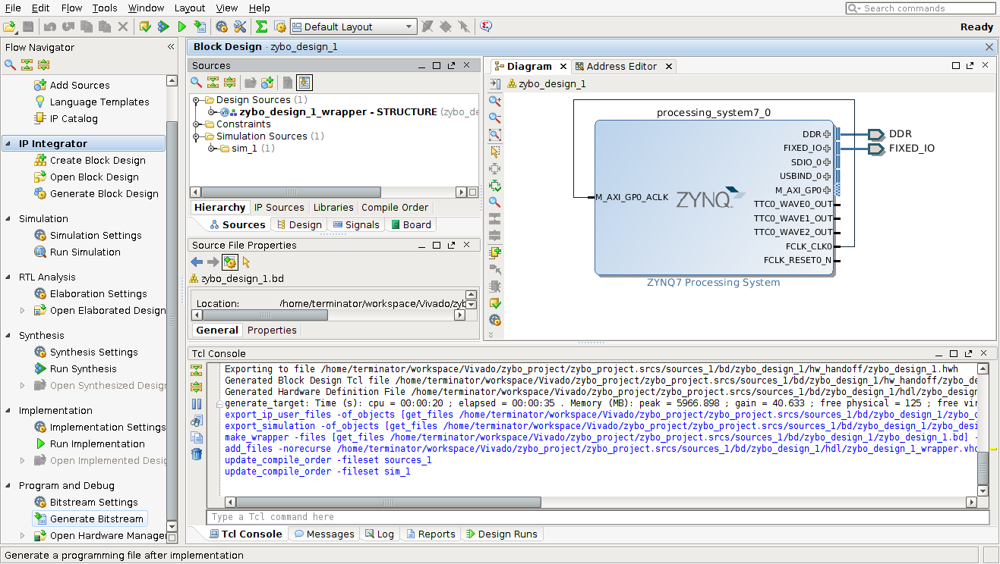 File Edit Flow Tools Window Layout View Help
Search commands
Default Layout
Ready
Flow Navigator
Add Sources
Language Templates
IP Catalog
IP Integrator
Create Block Design
Open Block Design
Generate Block Design
Simulation
Simulation Settings
Run Simulation
RTL Analysis
Elaboration Settings
Open Elaborated Design
Synthesis
Synthesis Settings
Run Synthesis
Open Synthesized Desig
Implementation
Implementation Settings
Run Implementation
Open Implemented Desig
Program and Debug
Bitstream Settings
Generate Bitstream
Open Hardware Manager
Block Design - zybo_design_1
Sources
Design Sources (1)
zybo_design_1_wrapper - STRUCTURE (zybo_de
Constraints
Simulation Sources (1)
sim_1 (1)
Hierarchy IP Sources Libraries Compile Order
Sources Design Signals Board
Source File Properties
zybo_design_1.bd
Location: /home/terminator/workspace/Vivado/zyb
General Properties
Diagram Address Editor
zybo_design_1
processing_system7_0
DDR
FIXED_IO
SDIO_0
USBIND_0
M_AXI_GP0
TTC0_WAVE0_OUT
TTC0_WAVE1_OUT
TTC0_WAVE2_OUT
FCLK_CLK0
FCLK_RESET0_N
M_AXI_GP0_ACLK
ZYNQ
ZYNQ7 Processing System
DDR
FIXED_IO
Tcl Console
Exporting to file /home/terminator/workspace/Vivado/zybo_project/zybo_project.srcs/sources_1/bd/zybo_design_1/hw_handoff/zybo_design_1.hwh
Generated Block Design Tcl file /home/terminator/workspace/Vivado/zybo_project/zybo_project.srcs/sources_1/bd/zybo_design_1/hw_handoff/zybo_de
Generated Hardware Definition File /home/terminator/workspace/Vivado/zybo_project/zybo_project.srcs/sources_1/bd/zybo_design_1/hdl/zybo_design
generate_target: Time (s): cpu = 00:00:20 ; elapsed = 00:00:35 . Memory (MB): peak = 5966.898 ; gain = 40.633 ; free physical = 125 ; free vir
export_ip_user_files -of_objects [get_files /home/terminator/workspace/Vivado/zybo_project/zybo_project.srcs/sources_1/bd/zybo_design_1/zybo_d
export_simulation -of_objects [get_files /home/terminator/workspace/Vivado/zybo_project/zybo_project.srcs/sources_1/bd/zybo_design_1/zybo_desi
make_wrapper -files [get_files /home/terminator/workspace/Vivado/zybo_project/zybo_project.srcs/sources_1/bd/zybo_design_1/zybo_design_1.bd] -
add_files -norecurse /home/terminator/workspace/Vivado/zybo_project/zybo_project.srcs/sources_1/bd/zybo_design_1/hdl/zybo_design_1_wrapper.vhd
update_compile_order -fileset sources_1
update_compile_order -fileset sim_1
Type a Tcl command here
Tcl Console Messages Log Reports Design Runs
Generate a programming file after implementation